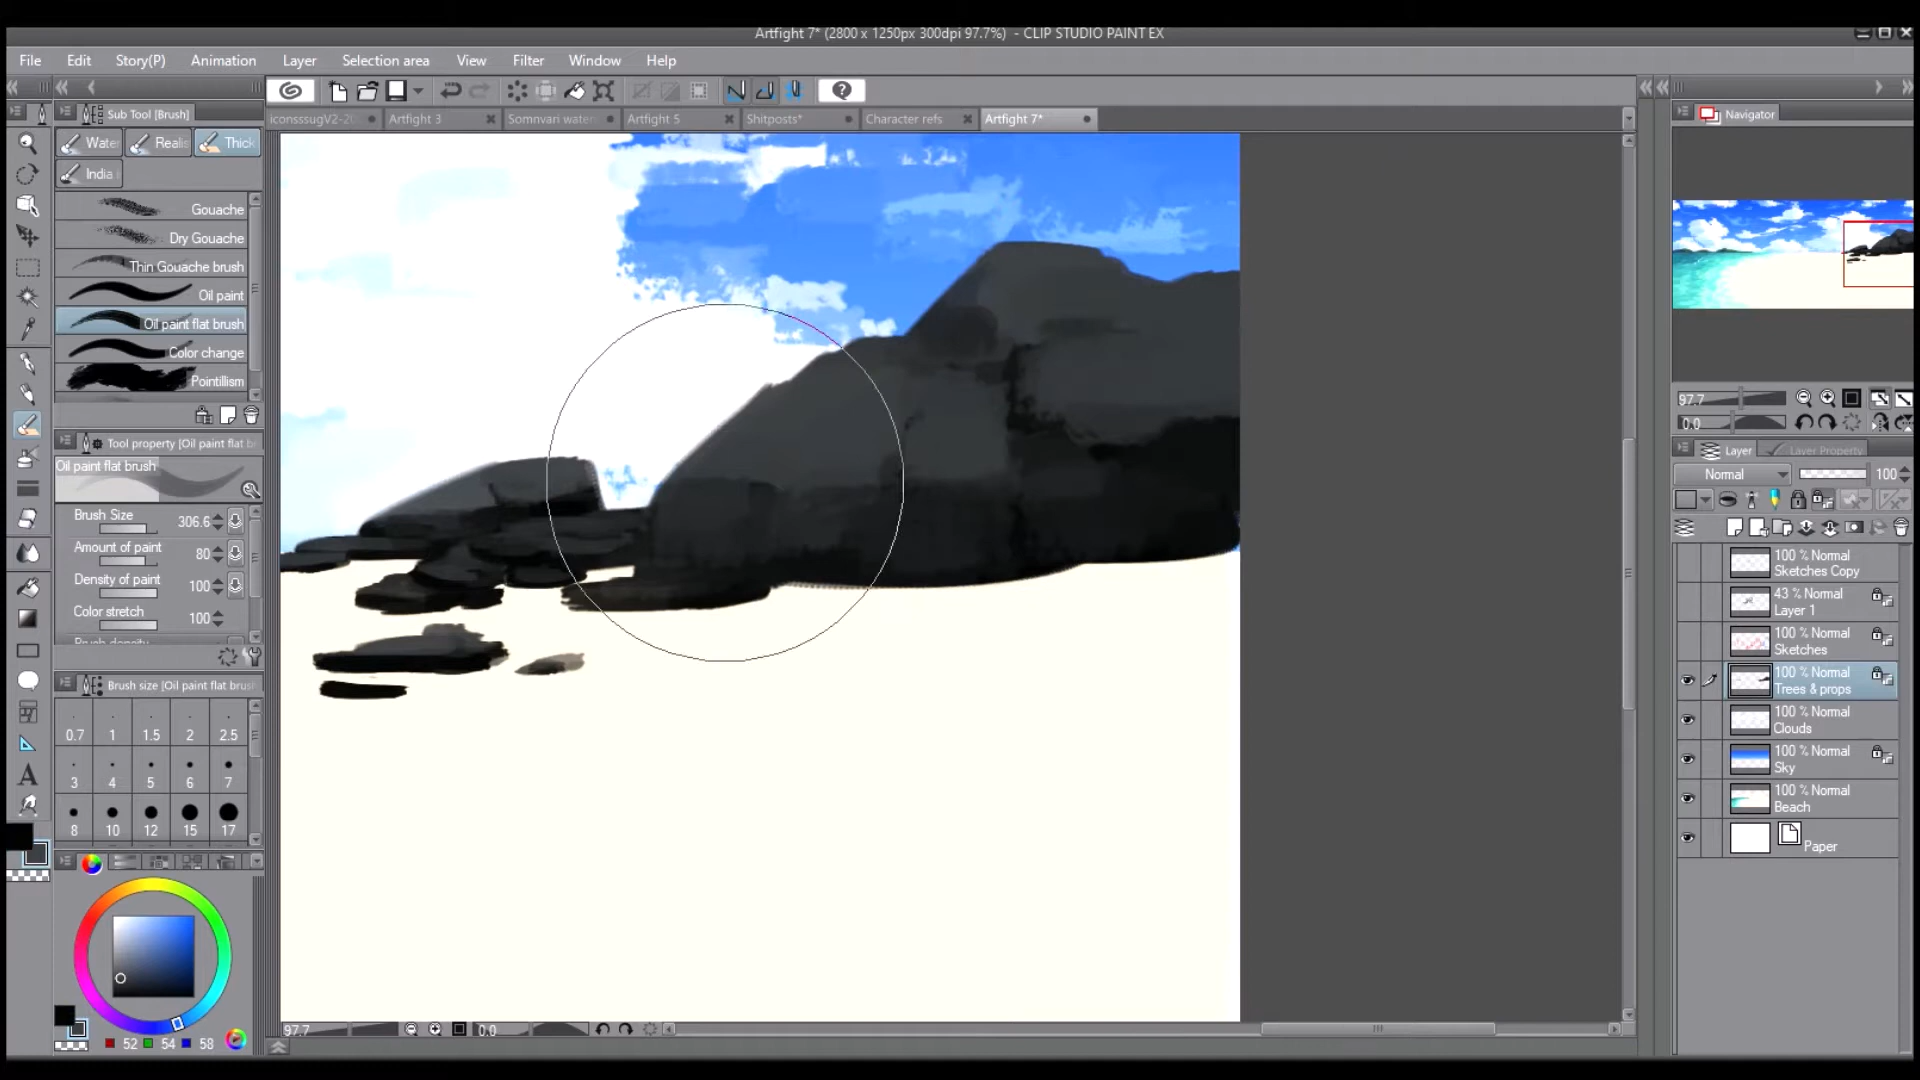 Artfight 7* (2800 x 1250px 300dpi 97.7%) - CLIP STUDIO PAINT EX
File Edit Story(P) Animation Layer Selection area View Filter Window Help
Sub Tool [Brush]
iconsssugV2-20 Artfight 3 Somnvari water Artfight 5 Shitposts* Character refs Artfight 7*
Navigator
Water Realis Thick
India
Gouache
Dry Gouache
Thin Gouache brush
Oil paint
Oil paint flat brush
Color change
Pointillism
Tool property [Oil paint flat b
Oil paint flat brush
Brush Size 306.6
Amount of paint 80
Density of paint 100
Color stretch 100
Brush density
Brush size [Oil paint flat brus
0.7 1 1.5 2 2.5
3 4 5 6 7
8 10 12 15 17
52 54 58
97.7 0.0
97.7
0.0
Layer Layer Property
Normal 100
100 % Normal
Sketches Copy
43 % Normal
Layer 1
100 % Normal
Sketches
100 % Normal
Trees & props
100 % Normal
Clouds
100 % Normal
Sky
100 % Normal
Beach
Paper